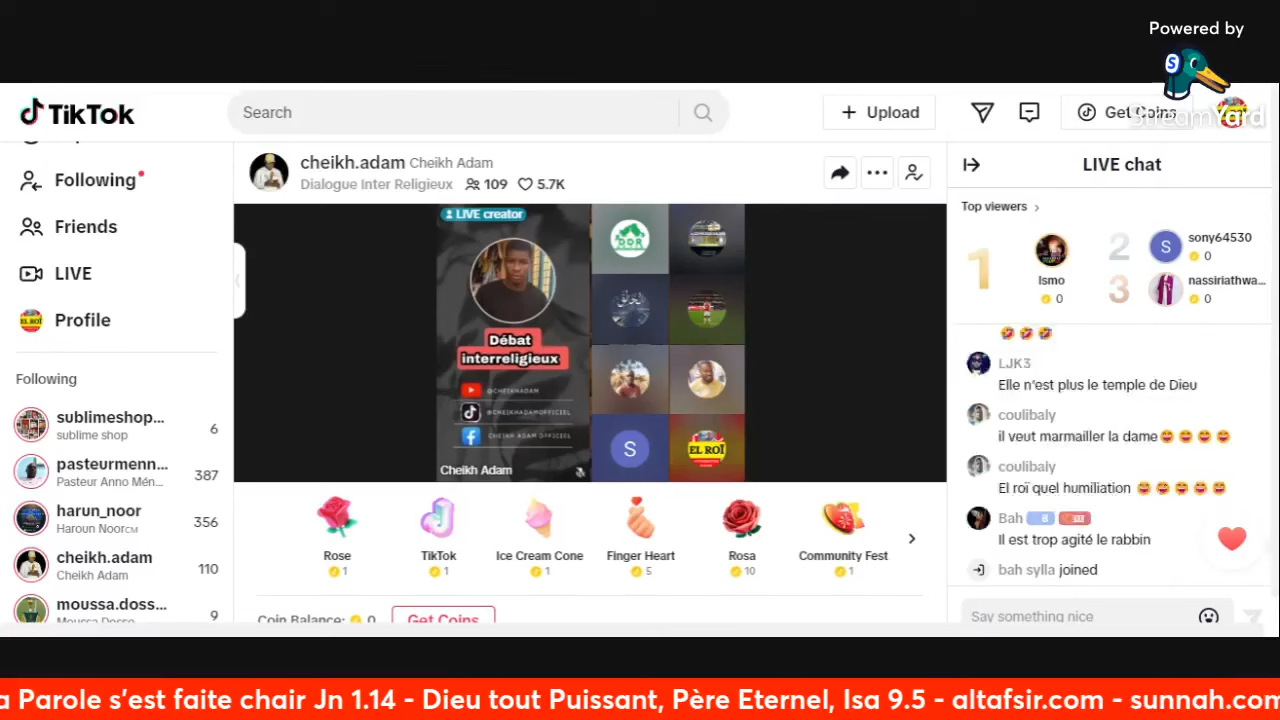 Powered by
StreamYard
TikTok
Search
Upload
Get Coins
Following
Friends
LIVE
Profile
Following
sublimeshop...
sublime shop
6
pasteurmenn...
Pasteur Anno Mén...
387
harun_noor
Haroun NoorCM
356
cheikh.adam
Cheikh Adam
110
moussa.doss...
Moussa Dosso
9
cheikh.adam Cheikh Adam
Dialogue Inter Religieux 109 5.7K
LIVE creator
Débat
interreligieux
@CHEIKHADAM
@CHEIKHADAMOFFICIEL
CHEIKH ADAM OFFICIEL
Cheikh Adam
DDR
S
EL ROÏ
Rose
1
TikTok
1
Ice Cream Cone
1
Finger Heart
5
Rosa
10
Community Fest
1
Coin Balance: 0 Get Coins
LIVE chat
Top viewers
1
Ismo
0
2
S
sony64530
0
3
nassiriathwa...
0
🤣 🤣 🤣
LJK3
Elle n'est plus le temple de Dieu
coulibaly
il veut marmailler la dame😂 😂 😂 😂
coulibaly
El roï quel humiliation 😂 😂 😂 😂 😂
Bah
Il est trop agité le rabbin
bah sylla joined
Say something nice
a Parole s'est faite chair Jn 1.14 - Dieu tout Puissant, Père Eternel, Isa 9.5 - altafsir.com - sunnah.com